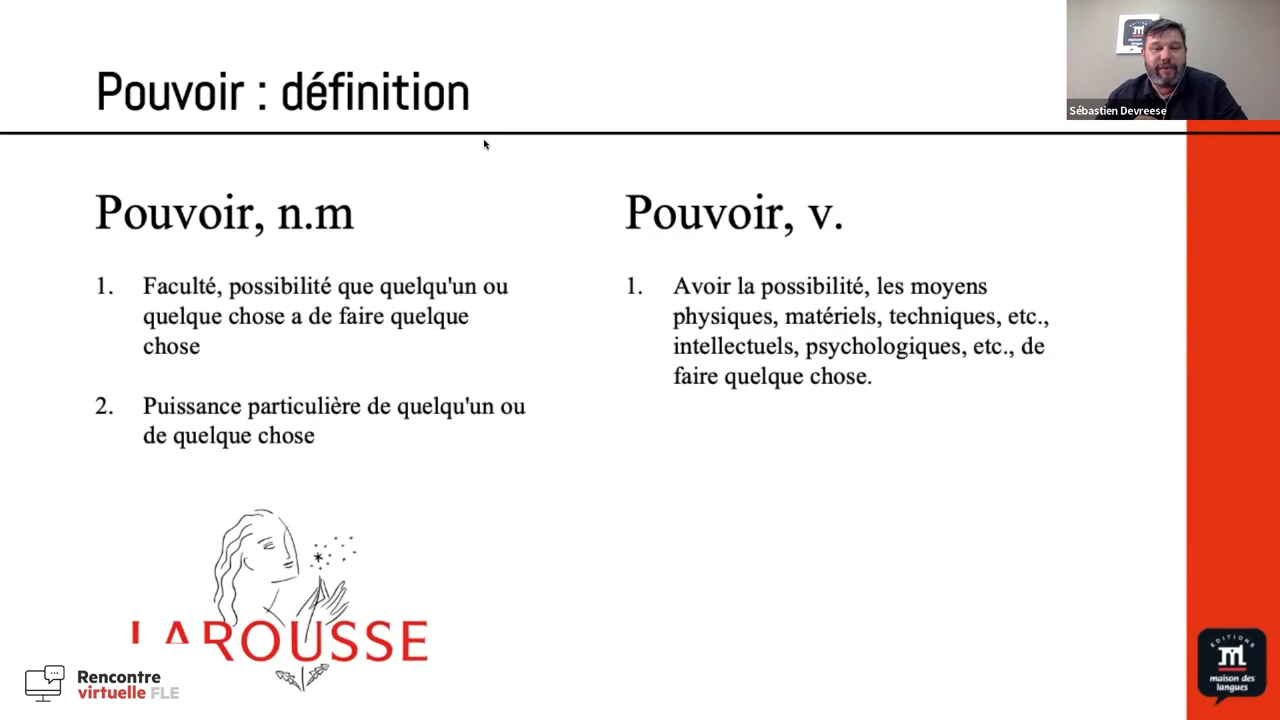 Pouvoir : définition
Sébastien Devreese
Pouvoir, n.m
1. Faculté, possibilité que quelqu'un ou
quelque chose a de faire quelque
chose
2. Puissance particulière de quelqu'un ou
de quelque chose
Pouvoir, v.
1. Avoir la possibilité, les moyens
physiques, matériels, techniques, etc.,
intellectuels, psychologiques, etc., de
faire quelque chose.
LAROUSSE
Rencontre
virtuelle FLE
ÉDITIONS
maison des
langues